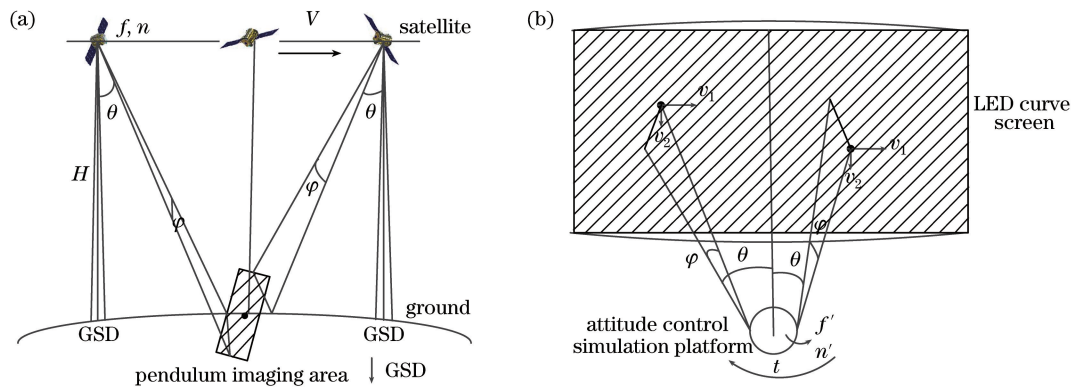 (a)
f, n
V
satellite
θ
θ
H
φ
φ
ground
GSD
GSD
pendulum imaging area
GSD
(b)
v₁
v₂
v₁
v₂
LED curve
screen
φ
θ
θ
φ
attitude control
simulation platform
f′
n′
t